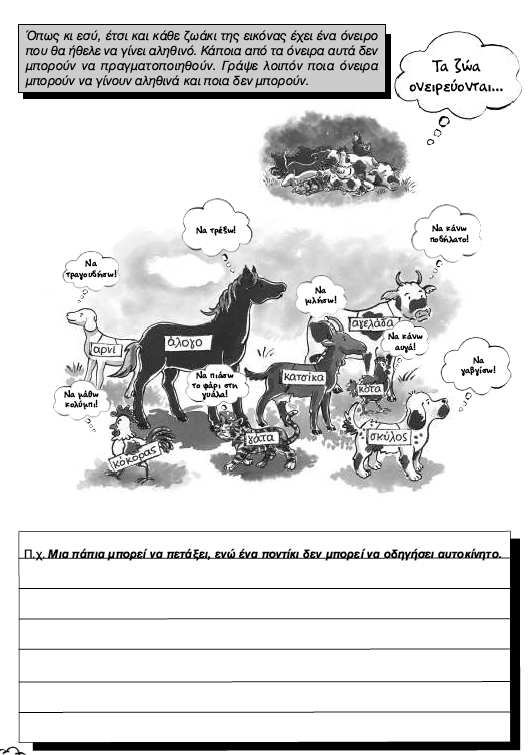 Όπως κι εσύ, έτσι και κάθε ζωάκι της εικόνας έχει ένα όνειρο
που θα ήθελε να γίνει αληθινό. Κάποια από τα όνειρα αυτά δεν
μπορούν να πραγματοποιηθούν. Γράψε λοιπόν ποια όνειρα
μπορούν να γίνουν αληθινά και ποια δεν μπορούν.
Τα ζώα
ονειρεύονται...
Να τρέξω!
Να κάνω
ποδήλατο!
Να
τραγουδήσω!
Να
μιλήσω!
αρνί
άλογο
αγελάδα
Να κάνω
αυγά!
Να
γαβγίσω!
Να μάθω
κολύμπι!
Να πιάσω
το ψάρι στη
γυάλα!
κατσίκα
κότα
κόκορας
γάτα
σκύλος
Π.χ. Μια πάπια μπορεί να πετάξει, ενώ ένα ποντίκι δεν μπορεί να οδηγήσει αυτοκίνητο.